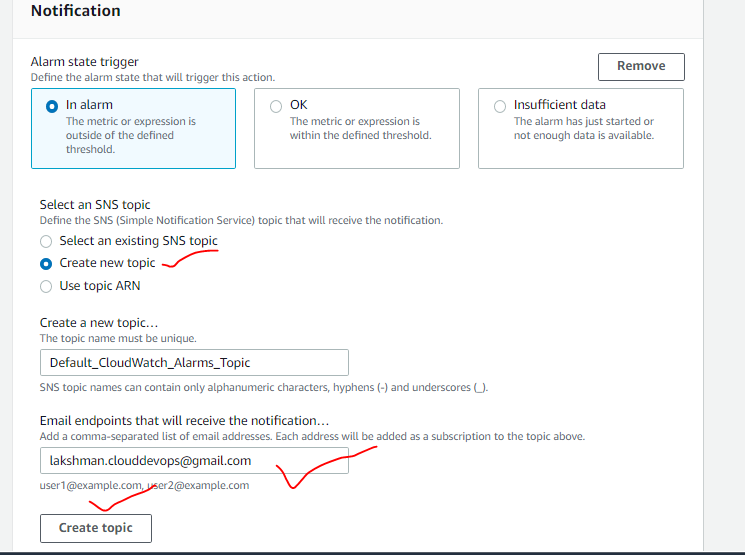 Notification
Alarm state trigger
Define the alarm state that will trigger this action.
Remove
In alarm
The metric or expression is
outside of the defined
threshold.
OK
The metric or expression is
within the defined threshold.
Insufficient data
The alarm has just started or
not enough data is available.
Select an SNS topic
Define the SNS (Simple Notification Service) topic that will receive the notification.
Select an existing SNS topic
Create new topic
Use topic ARN
Create a new topic…
The topic name must be unique.
Default_CloudWatch_Alarms_Topic
SNS topic names can contain only alphanumeric characters, hyphens (-) and underscores (_).
Email endpoints that will receive the notification…
Add a comma-separated list of email addresses. Each address will be added as a subscription to the topic above.
lakshman.clouddevops@gmail.com
user1@example.com, user2@example.com
Create topic